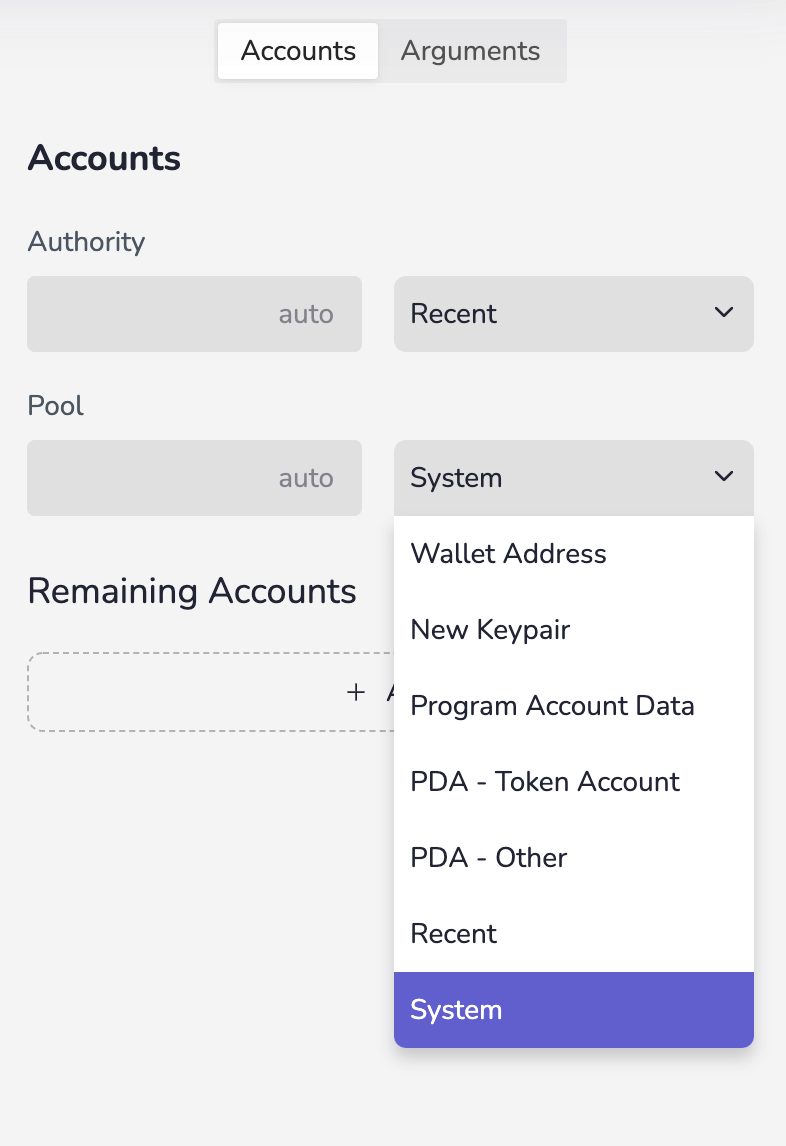 Accounts Arguments
Accounts
Authority
auto Recent
Pool
auto System
Wallet Address
New Keypair
Remaining Accounts
+
Program Account Data
PDA - Token Account
PDA - Other
Recent
System